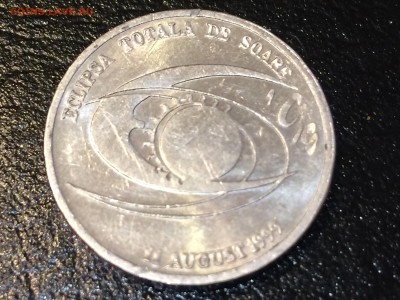 ECLIPSA TOTALA DE SOARE
11 AUGUST 1999